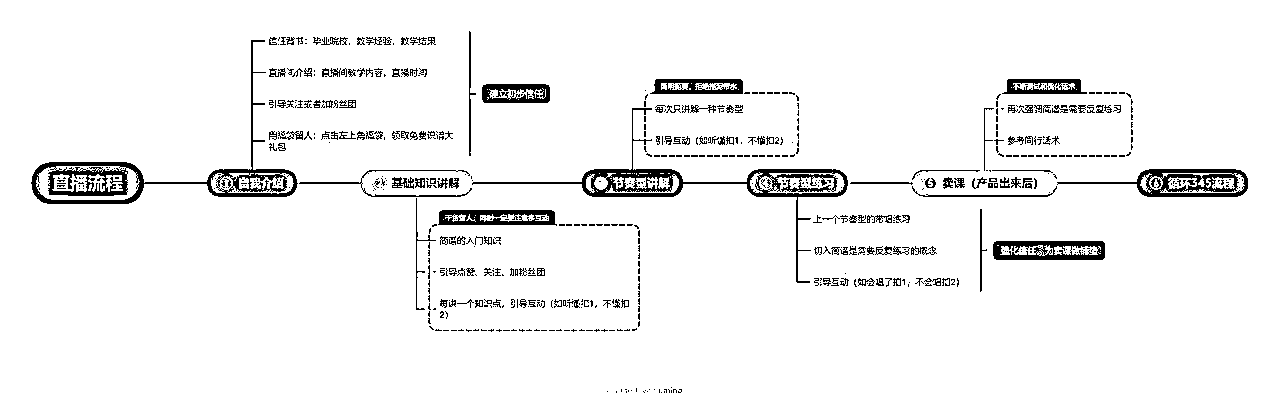 信任背书：毕业院校、教学经验、教学结果
直播间介绍：直播间教学内容，直播时间
引导关注或者加粉丝团
用福袋留人：点击左上角福袋，领取免费识谱大
礼包
建立初步信任
直播流程
① 自我介绍
② 基础知识讲解
干货留人，同时一定要注意多互动
简谱的入门知识
引导点赞、关注、加粉丝团
每讲一个知识点，引导互动（如听懂扣1，不懂扣
2）
简明扼要，拒绝拖泥带水
每次只讲解一种节奏型
引导互动（如听懂扣1，不懂扣2）
节奏型讲解
④ 节奏型练习
上一个节奏型的带唱练习
切入简谱是需要反复练习的概念
引导互动（如会唱了扣1，不会唱扣2）
强化信任，为卖课做铺垫
不断测试和优化话术
再次强调简谱是需要反复练习
参考同行话术
⑤ 卖课（产品出来后）
⑥ 循环345流程